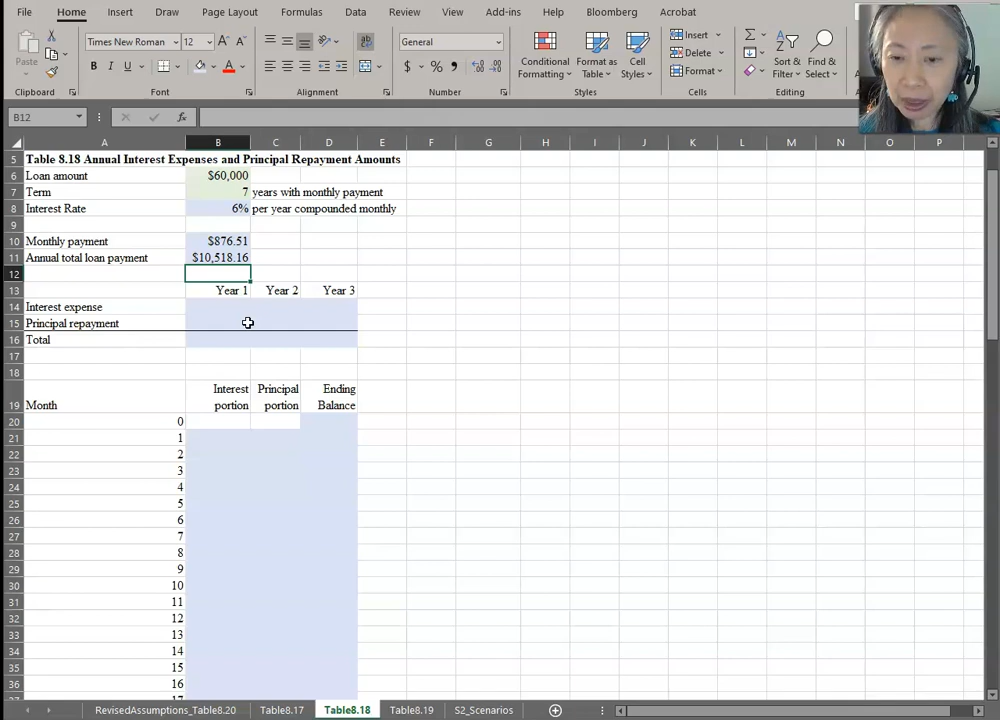 File Home Insert Draw Page Layout Formulas Data Review View Add-ins Help Bloomberg Acrobat
Paste
Times New Roman 12 A A General
B I U A $ % Conditional Formatting Format as Table Cell Styles Insert Delete Format Sort & Filter Find & Select
Clipboard Font Alignment Number Styles Cells Editing
B12 fx
A B C D E F G H I J K L M N O P
5 Table 8.18 Annual Interest Expenses and Principal Repayment Amounts
6 Loan amount $60,000
7 Term 7 years with monthly payment
8 Interest Rate 6% per year compounded monthly
9
10 Monthly payment $876.51
11 Annual total loan payment $10,518.16
12
13 Year 1 Year 2 Year 3
14 Interest expense
15 Principal repayment
16 Total
17
18
Interest Principal Ending
19 Month portion portion Balance
20 0
21 1
22 2
23 3
24 4
25 5
26 6
27 7
28 8
29 9
30 10
31 11
32 12
33 13
34 14
35 15
36 16
RevisedAssumptions_Table8.20 Table8.17 Table8.18 Table8.19 S2_Scenarios